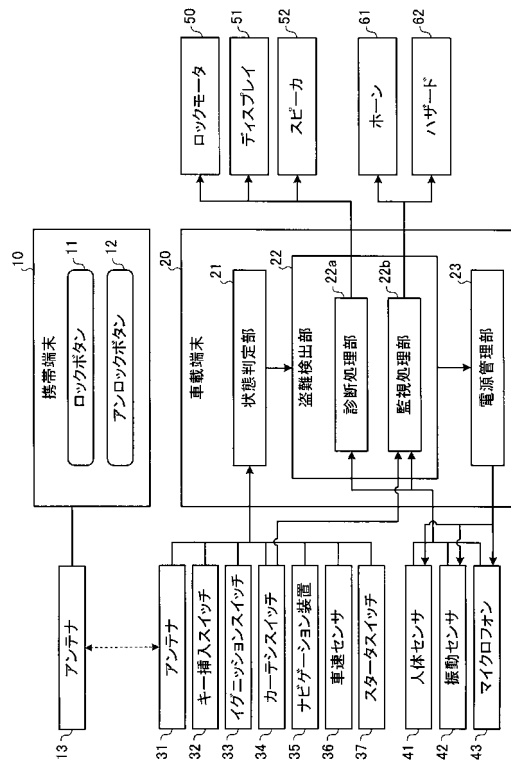 10
携帯端末
ロックボタン
11
アンロックボタン
12
アンテナ
13
20
車載端末
状態判定部
21
盗難検出部
22
診断処理部
22a
監視処理部
22b
電源管理部
23
アンテナ
31
キー挿入スイッチ
32
イグニッションスイッチ
33
カーテシスイッチ
34
ナビゲーション装置
35
車速センサ
36
スタータスイッチ
37
人体センサ
41
振動センサ
42
マイクロフォン
43
ロックモータ
50
ディスプレイ
51
スピーカ
52
ホーン
61
ハザード
62